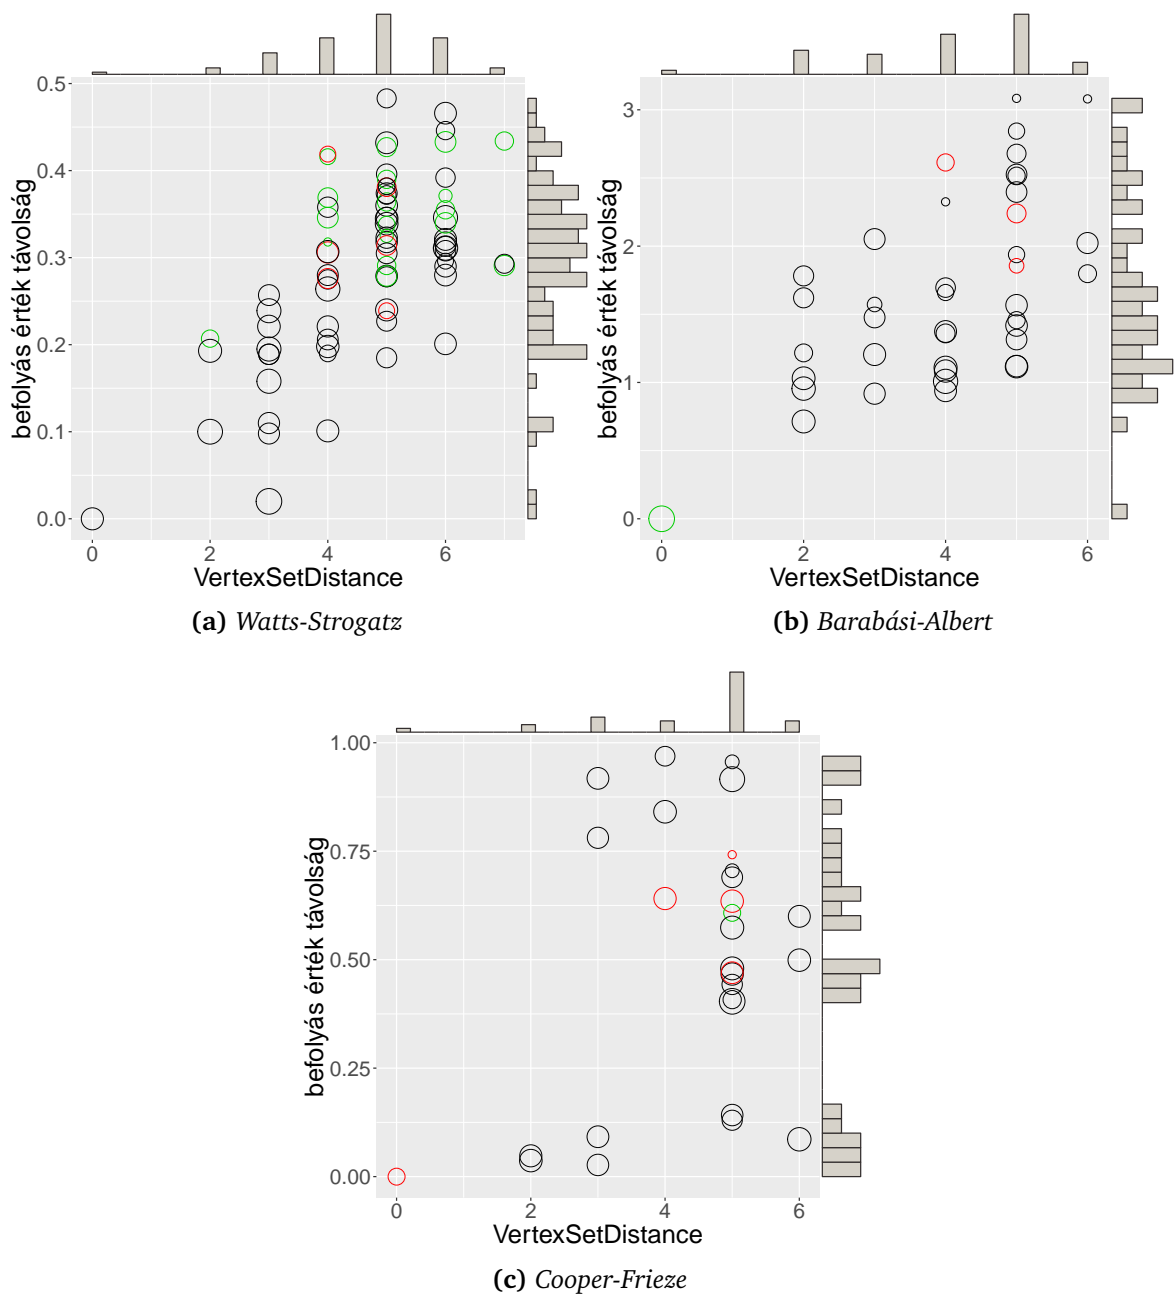 0.5
0.4
0.3
0.2
0.1
0.0
befolyás érték távolság
0 2 4 6
VertexSetDistance
(a) Watts-Strogatz
3
2
1
0
befolyás érték távolság
0 2 4 6
VertexSetDistance
(b) Barabási-Albert
1.00
0.75
0.50
0.25
0.00
befolyás érték távolság
0 2 4 6
VertexSetDistance
(c) Cooper-Frieze